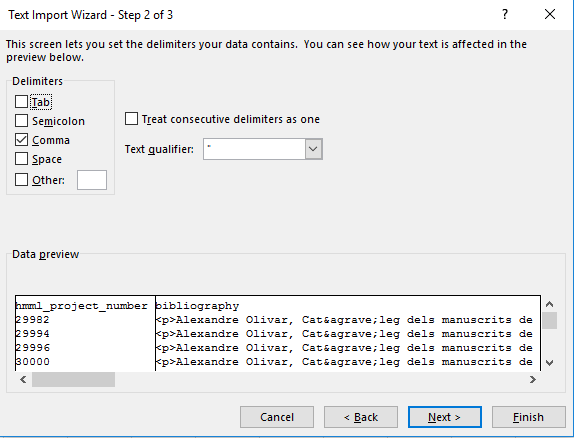 Text Import Wizard - Step 2 of 3 ?
This screen lets you set the delimiters your data contains. You can see how your text is affected in the
preview below.
Delimiters
Tab
Semicolon
Comma
Space
Other:
Treat consecutive delimiters as one
Text qualifier: "
Data preview
hmml_project_number bibliography
29982 <p>Alexandre Olivar, Cat&agrave;leg dels manuscrits de
29994 <p>Alexandre Olivar, Cat&agrave;leg dels manuscrits de
29996 <p>Alexandre Olivar, Cat&agrave;leg dels manuscrits de
30000 <p>Alexandre Olivar, Cat&agrave;leg dels manuscrits de
Cancel < Back Next > Finish